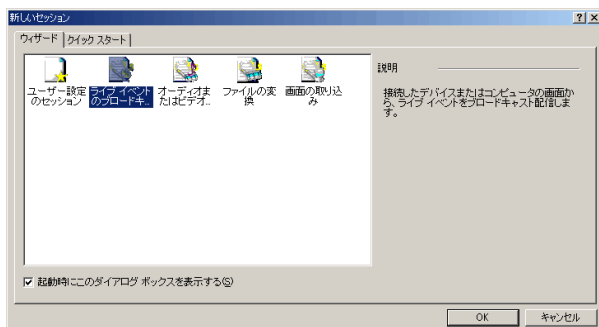 新しいセッション
ウィザード
クイック スタート
ユーザー設定
のセッション
ライブ イベント
のブロードキ...
オーディオま
たはビデオ...
ファイルの変
換
画面の取り込
み
説明
接続したデバイスまたはコンピュータの画面か
ら、ライブ イベントをブロードキャスト配信しま
す。
起動時にこのダイアログ ボックスを表示する(S)
OK
キャンセル